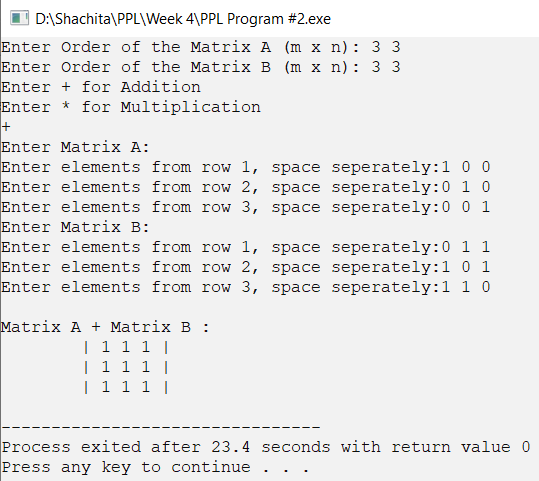 D:\Shachita\PPL\Week 4\PPL Program #2.exe
Enter Order of the Matrix A (m x n): 3 3
Enter Order of the Matrix B (m x n): 3 3
Enter + for Addition
Enter * for Multiplication
+
Enter Matrix A:
Enter elements from row 1, space seperately:1 0 0
Enter elements from row 2, space seperately:0 1 0
Enter elements from row 3, space seperately:0 0 1
Enter Matrix B:
Enter elements from row 1, space seperately:0 1 1
Enter elements from row 2, space seperately:1 0 1
Enter elements from row 3, space seperately:1 1 0

Matrix A + Matrix B :
        | 1 1 1 |
        | 1 1 1 |
        | 1 1 1 |

--------------------------------
Process exited after 23.4 seconds with return value 0
Press any key to continue . . .